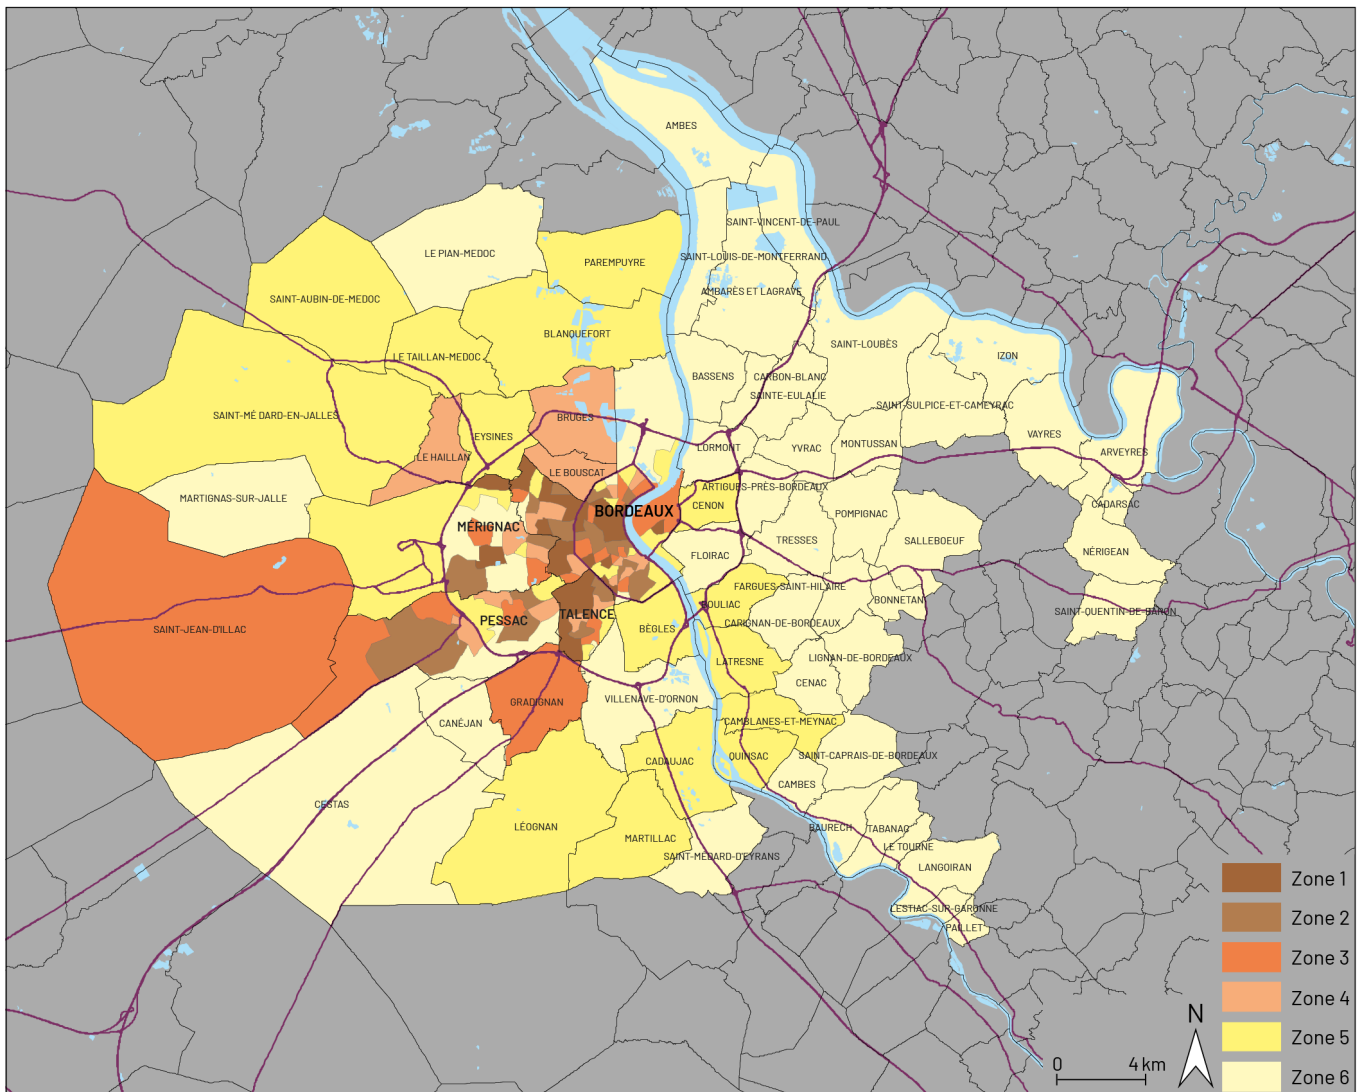 AMBES
SAINT-VINCENT-DE-PAUL
LE PIAN-MEDOC
SAINT-LOUIS-DE-MONTFERRAND
PAREMPUYRE
AMBARÈS ET LAGRAVE
SAINT-AUBIN-DE-MEDOC
BLANQUEFORT
SAINT-LOUBÈS
LE TAILLAN-MEDOC
IZON
BASSENS
CARBON-BLANC
SAINTE-EULALIE
SAINT-SULPICE-ET-CAMEYRAC
SAINT-MÉ DARD-EN-JALLES
BRUGES
EYSINES
VAYRES
LORMONT
YVRAC
MONTUSSAN
ARVEYRES
LE HAILLAN
LE BOUSCAT
ARTIGUES-PRÈS-BORDEAUX
MARTIGNAS-SUR-JALLE
CENON
CADARSAC
BORDEAUX
POMPIGNAC
MÉRIGNAC
TRESSES
SALLEBOEUF
FLOIRAC
NÉRIGEAN
FARGUES-SAINT-HILAIRE
BONNETAN
BOULIAC
SAINT-QUENTIN-DE-BARON
TALENCE
PESSAC
CARIGNAN-DE-BORDEAUX
SAINT-JEAN-D'ILLAC
BÈGLES
LATRESNE
LIGNAN-DE-BORDEAUX
CENAC
VILLENAVE-D'ORNON
GRADIGNAN
CANÉJAN
CAMBLANES-ET-MEYNAC
QUINSAC
SAINT-CAPRAIS-DE-BORDEAUX
CADAUJAC
CAMBES
CESTAS
LÉOGNAN
BAURECH
TABANAC
MARTILLAC
LE TOURNE
SAINT-MÉDARD-D'EYRANS
LANGOIRAN
LESTIAC-SUR-GARONNE
PAILLET
Zone 1
Zone 2
Zone 3
Zone 4
Zone 5
Zone 6
N
0 4 km